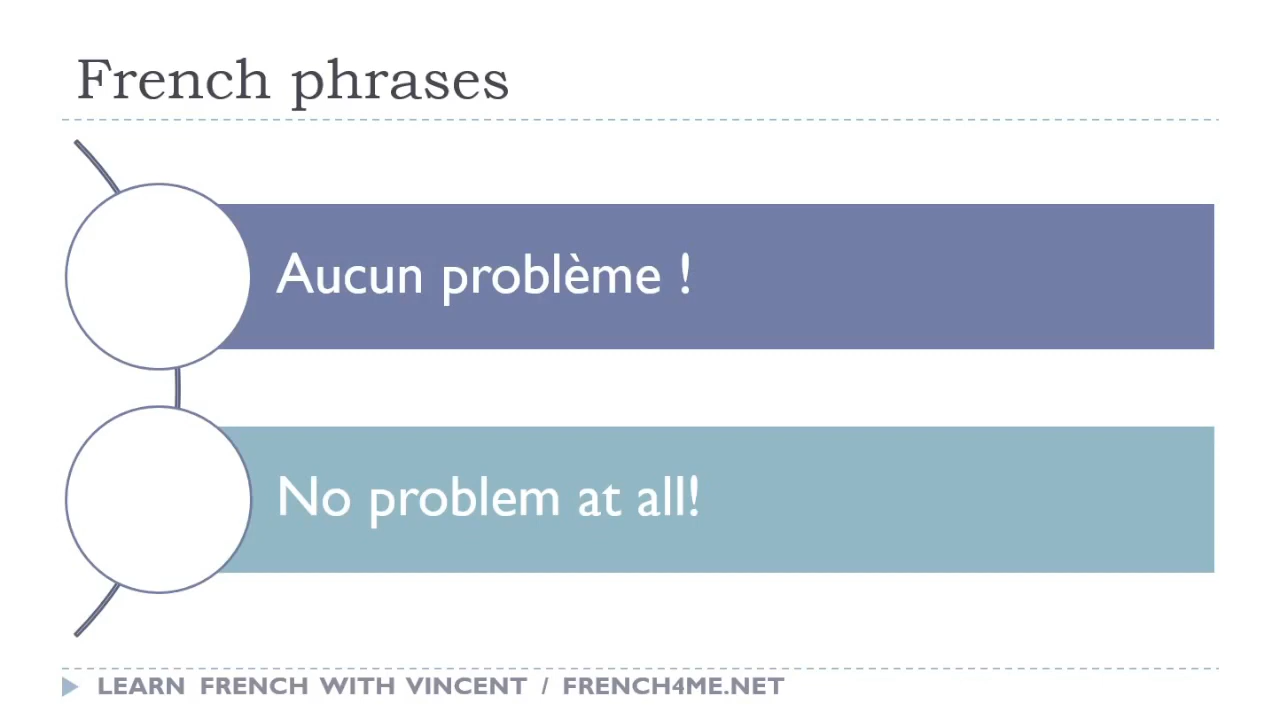 French phrases
Aucun problème !
No problem at all!
LEARN FRENCH WITH VINCENT / FRENCH4ME.NET